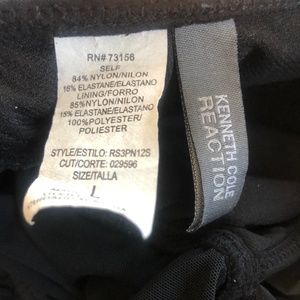 RN# 73156
SELF
84% NYLON/NILON
16% ELASTANE/ELASTANO
LINING/FORRO
85% NYLON/NILON
15% ELASTANE/ELASTANO
100% POLYESTER/
POLIESTER
STYLE/ESTILO: RS3PN12S
CUT/CORTE: 029596
SIZE/TALLA
L
KENNETH COLE
REACTION